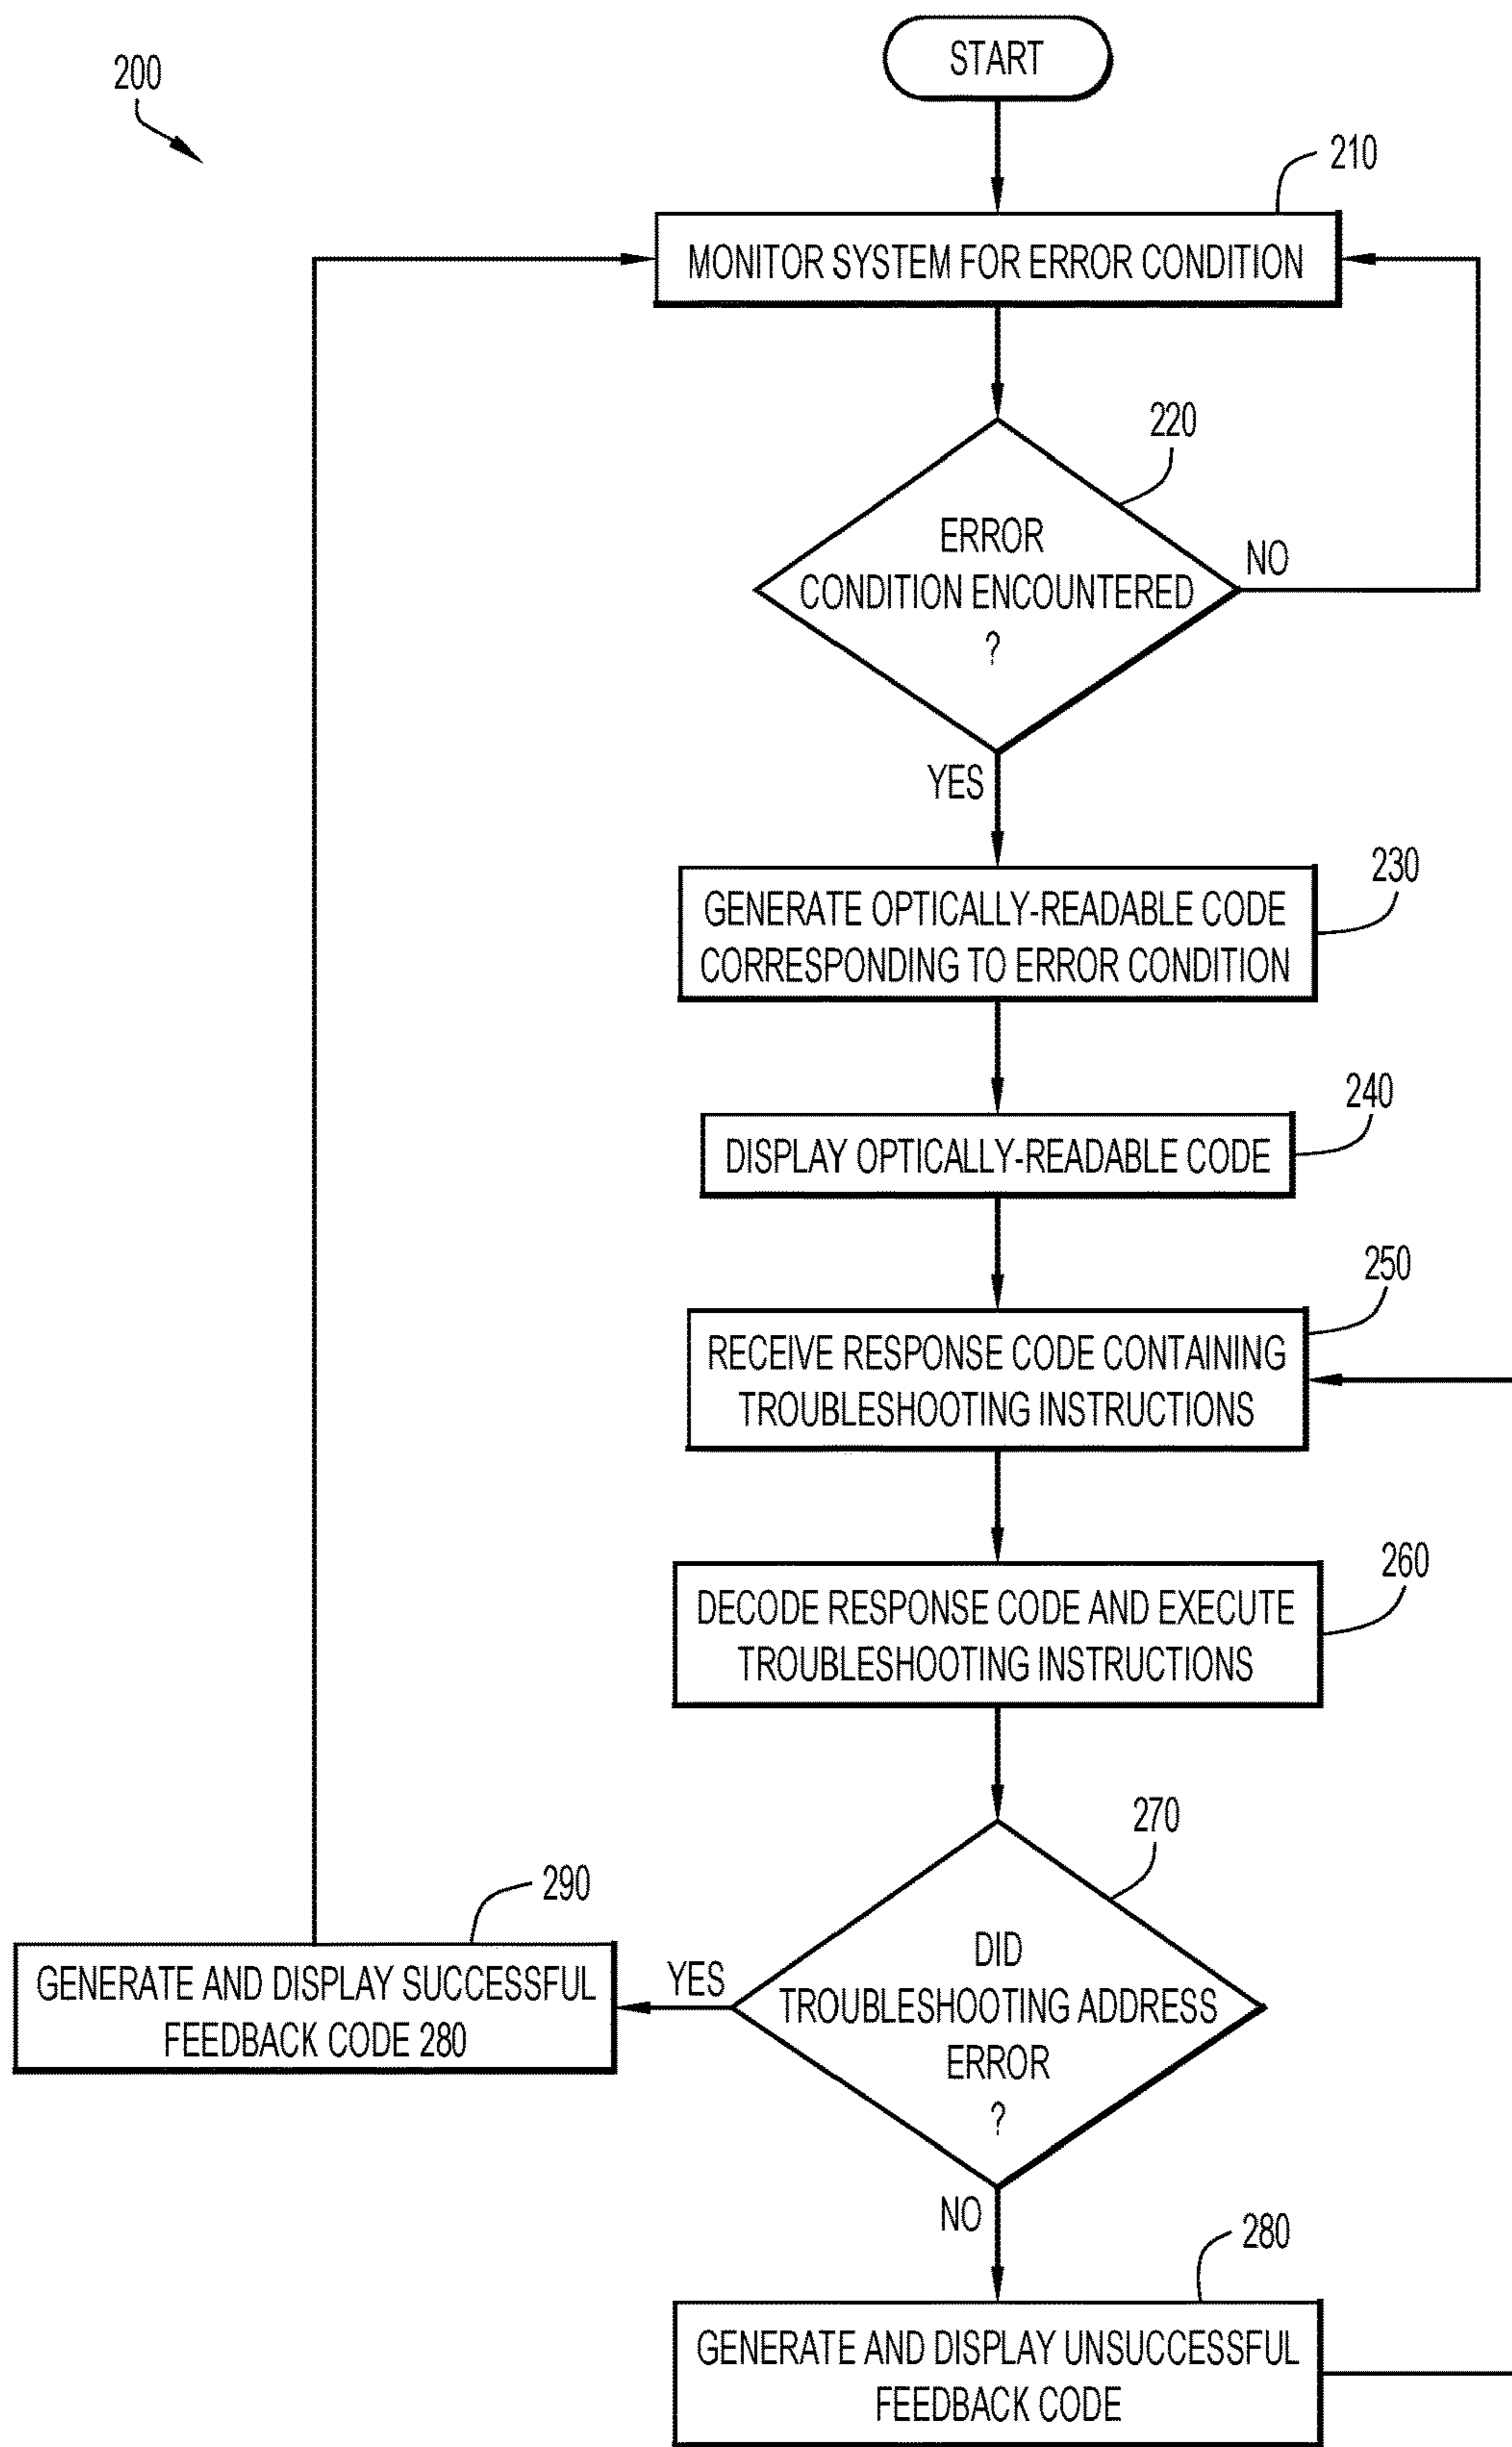 START
200
210
MONITOR SYSTEM FOR ERROR CONDITION
220
ERROR
CONDITION ENCOUNTERED
?
NO
YES
230
GENERATE OPTICALLY-READABLE CODE
CORRESPONDING TO ERROR CONDITION
240
DISPLAY OPTICALLY-READABLE CODE
250
RECEIVE RESPONSE CODE CONTAINING
TROUBLESHOOTING INSTRUCTIONS
260
DECODE RESPONSE CODE AND EXECUTE
TROUBLESHOOTING INSTRUCTIONS
270
DID
TROUBLESHOOTING ADDRESS
ERROR
?
YES
290
GENERATE AND DISPLAY SUCCESSFUL
FEEDBACK CODE 280
NO
280
GENERATE AND DISPLAY UNSUCCESSFUL
FEEDBACK CODE